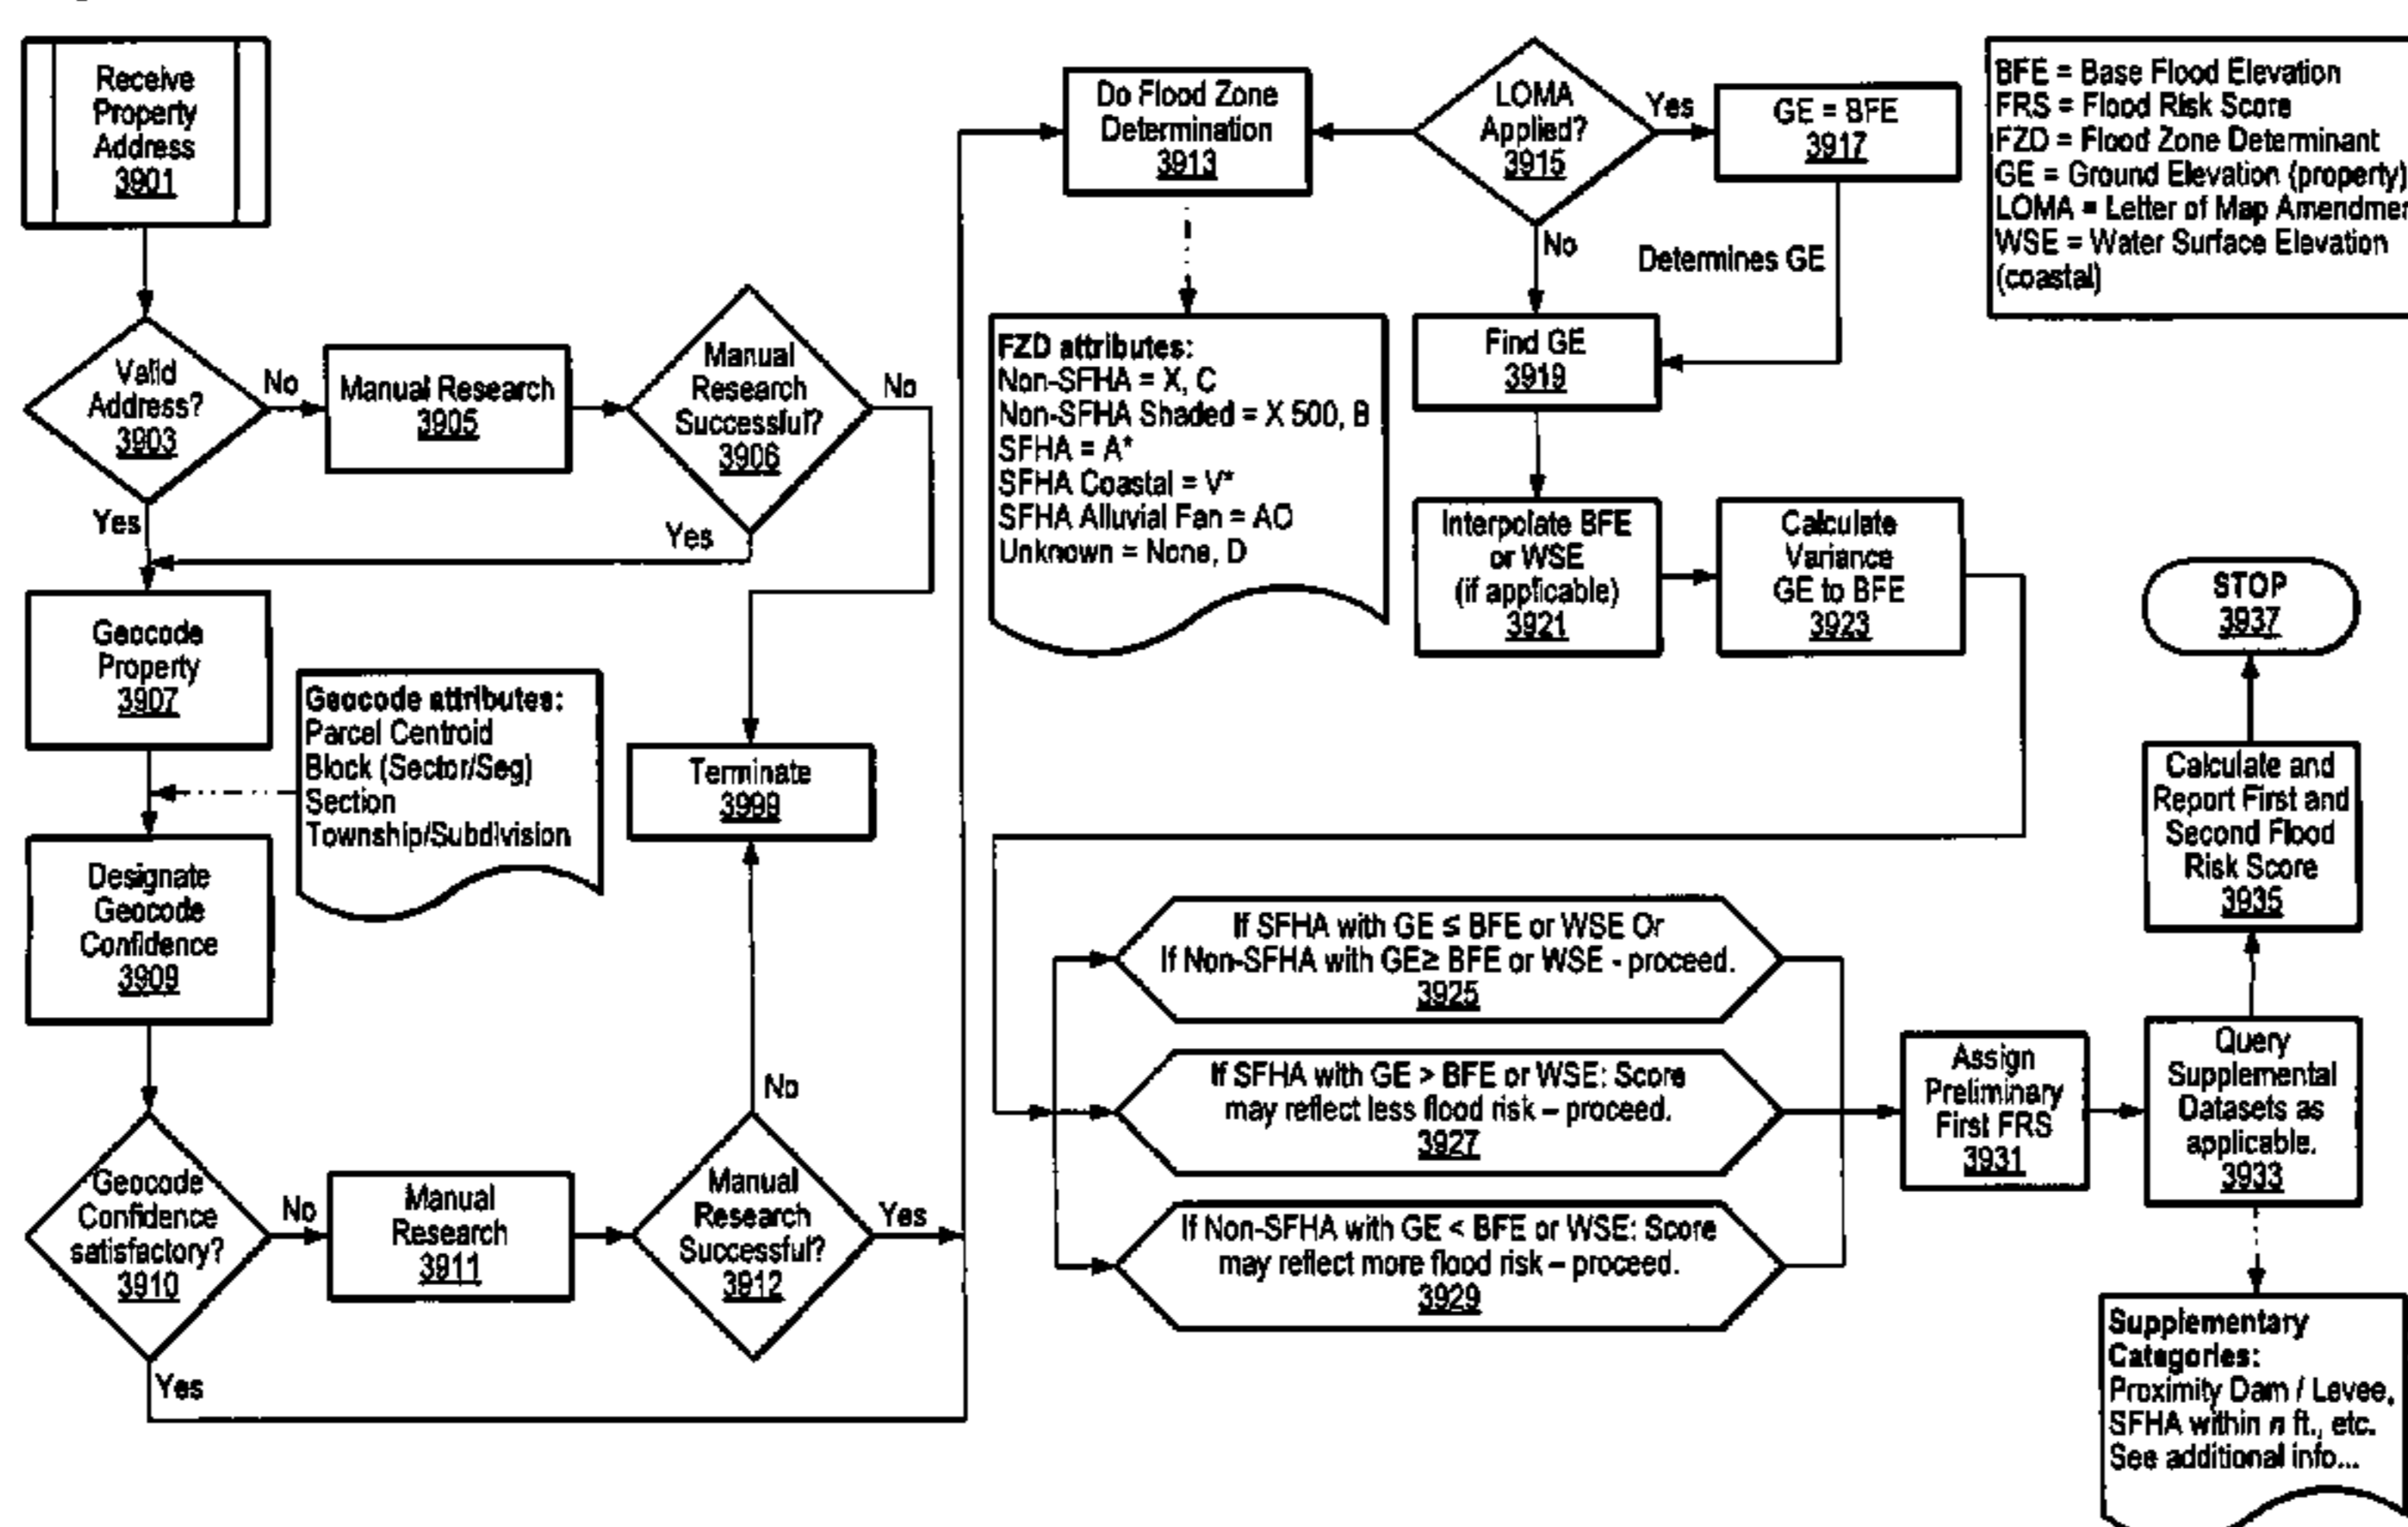 Receive
Property
Address
3901
Valid
Address?
3903
No
Yes
Manual Research
3905
Manual
Research
Successful?
3906
No
Yes
Geocode
Property
3907
Geocode attributes:
Parcel Centroid
Block (Sector/Seg)
Section
Township/Subdivision
Designate
Geocode
Confidence
3909
Terminate
3998
Geocode
Confidence
satisfactory?
3910
No
Yes
Manual
Research
3911
Manual
Research
Successful?
3912
No
Yes
Do Flood Zone
Determination
3913
LOMA
Applied?
3915
Yes
No
GE = BFE
3917
Determines GE
BFE = Base Flood Elevation
FRS = Flood Risk Score
FZD = Flood Zone Determinant
GE = Ground Elevation (property)
LOMA = Letter of Map Amendmen
WSE = Water Surface Elevation
(coastal)
FZD attributes:
Non-SFHA = X, C
Non-SFHA Shaded = X 500, B
SFHA = A*
SFHA Coastal = V*
SFHA Alluvial Fan = AO
Unknown = None, D
Find GE
3919
Interpolate BFE
or WSE
(if applicable)
3921
Calculate
Variance
GE to BFE
3923
If SFHA with GE ≤ BFE or WSE Or
If Non-SFHA with GE≥ BFE or WSE - proceed.
3925
If SFHA with GE > BFE or WSE: Score
may reflect less flood risk – proceed.
3927
If Non-SFHA with GE < BFE or WSE: Score
may reflect more flood risk – proceed.
3929
Assign
Preliminary
First FRS
3931
Query
Supplemental
Datasets as
applicable.
3933
Calculate and
Report First and
Second Flood
Risk Score
3935
STOP
3937
Supplementary
Categories:
Proximity Dam / Levee,
SFHA within n ft., etc.
See additional info...